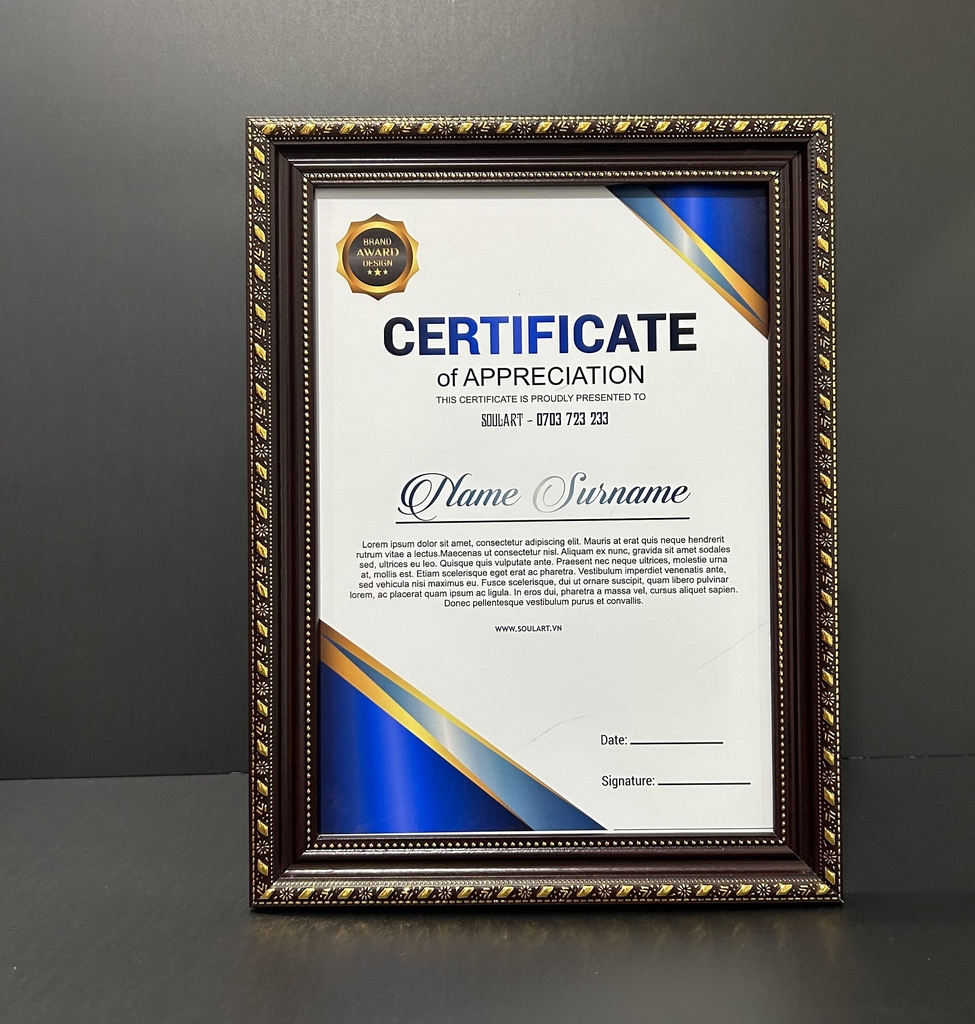 BRAND
AWARD
DESIGN
CERTIFICATE
of APPRECIATION
THIS CERTIFICATE IS PROUDLY PRESENTED TO
SOULART - 0703 723 233
Name Surname
Lorem ipsum dolor sit amet, consectetur adipiscing elit. Mauris at erat quis neque hendrerit
rutrum vitae a lectus.Maecenas ut consectetur nisl. Aliquam ex nunc, gravida sit amet sodales
sed, ultrices eu leo. Quisque quis vulputate ante. Praesent nec neque ultrices, molestie urna
at, mollis est. Etiam scelerisque eget erat ac pharetra. Vestibulum imperdiet venenatis ante,
sed vehicula nisi maximus eu. Fusce scelerisque, dui ut ornare suscipit, quam libero pulvinar
lorem, ac placerat quam ipsum ac ligula. In eros dui, pharetra a massa vel, cursus aliquet sapien.
Donec pellentesque vestibulum purus et convallis.
WWW.SOULART.VN
Date:
Signature: